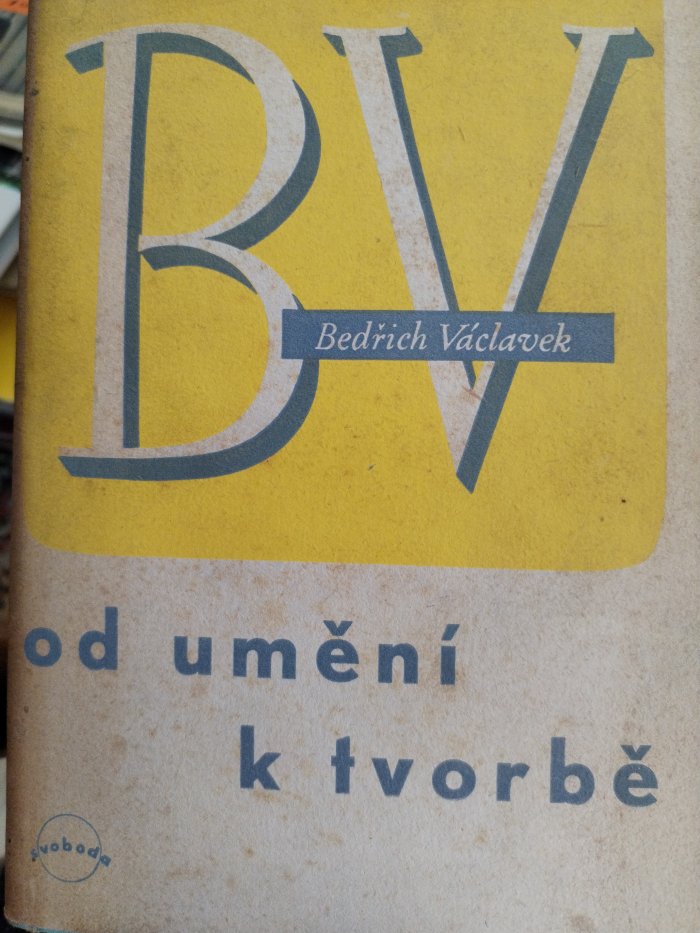 BV
Bedřich Václavek
od umění
k tvorbě
svoboda